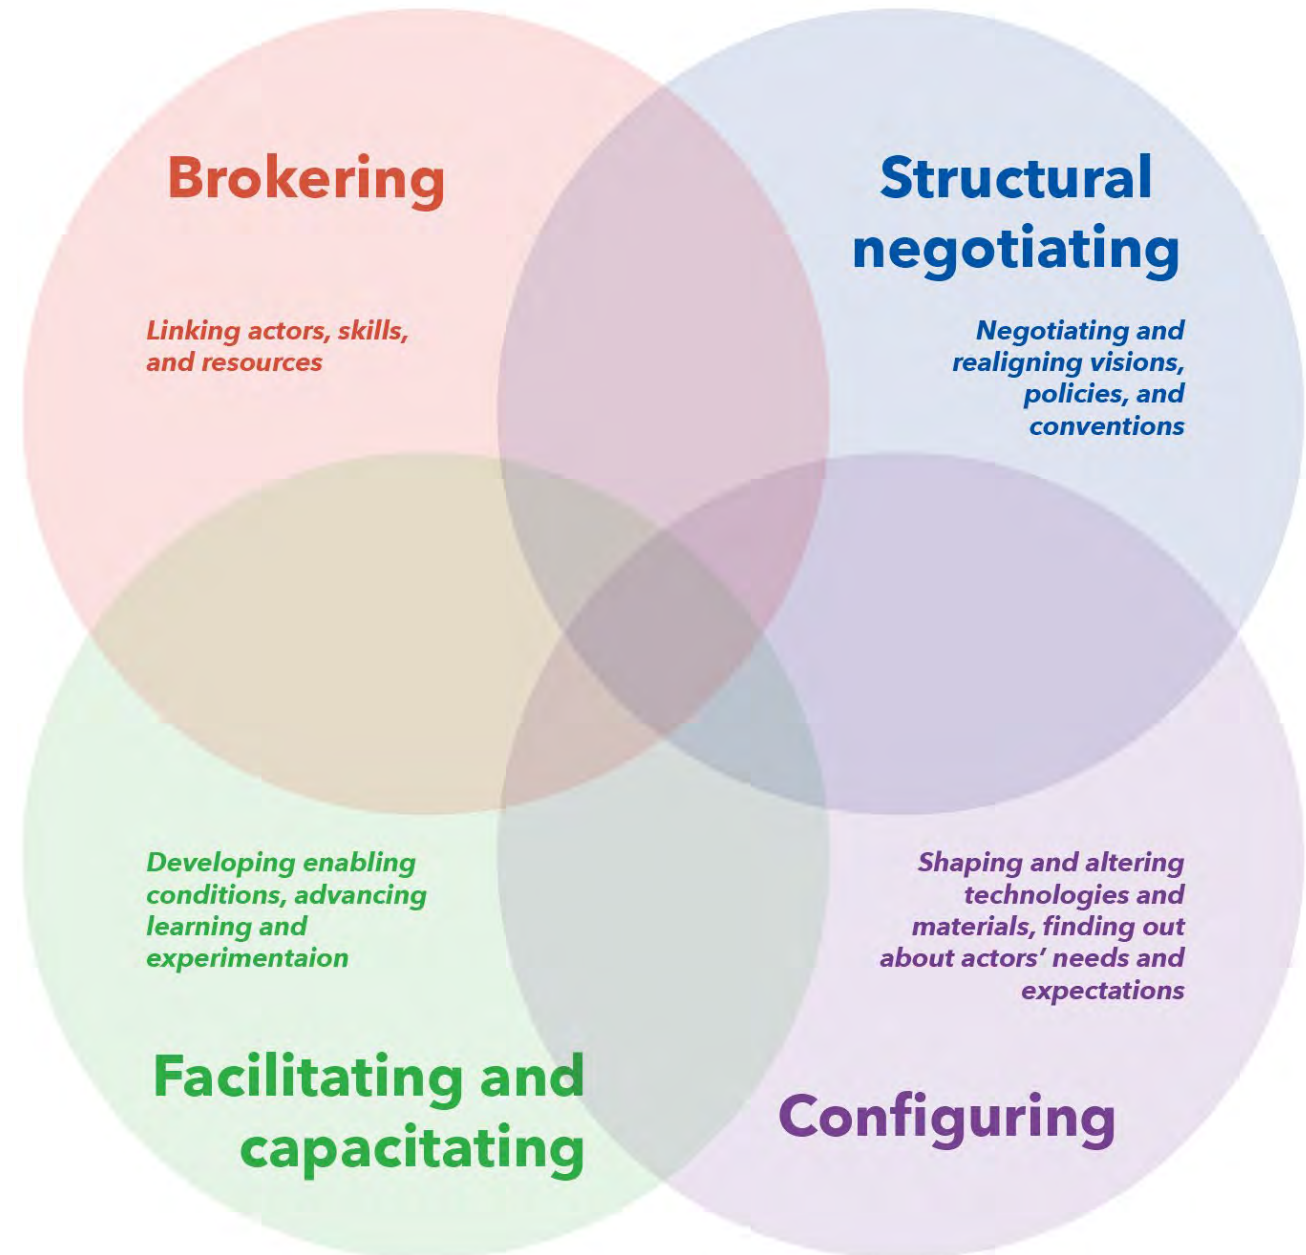 Brokering
Linking actors, skills,
and resources
Structural
negotiating
Negotiating and
realigning visions,
policies, and
conventions
Developing enabling
conditions, advancing
learning and
experimentaion
Facilitating and
capacitating
Shaping and altering
technologies and
materials, finding out
about actors’ needs and
expectations
Configuring